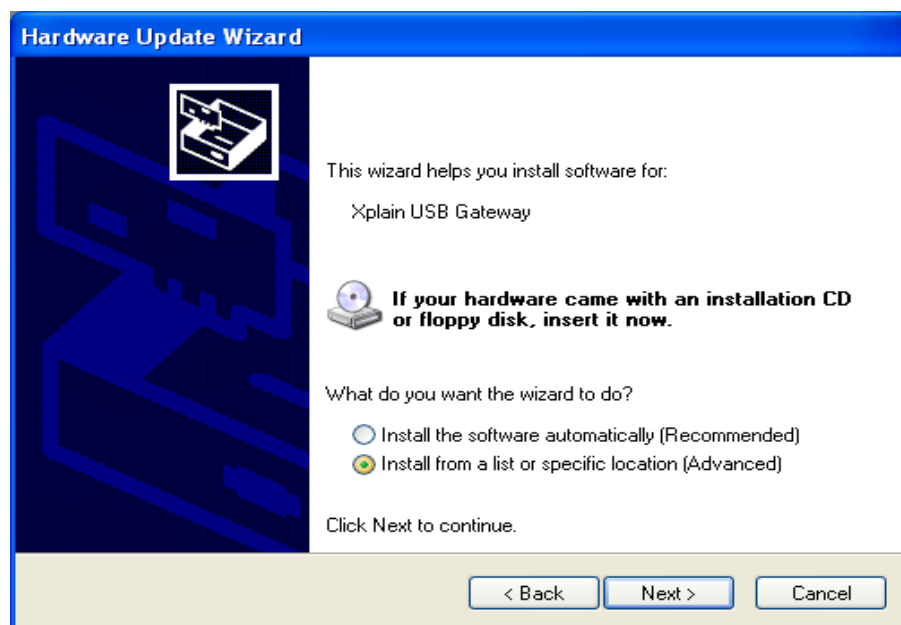 Hardware Update Wizard
This wizard helps you install software for:
Xplain USB Gateway
If your hardware came with an installation CD
or floppy disk, insert it now.
What do you want the wizard to do?
Install the software automatically (Recommended)
Install from a list or specific location (Advanced)
Click Next to continue.
< Back Next > Cancel